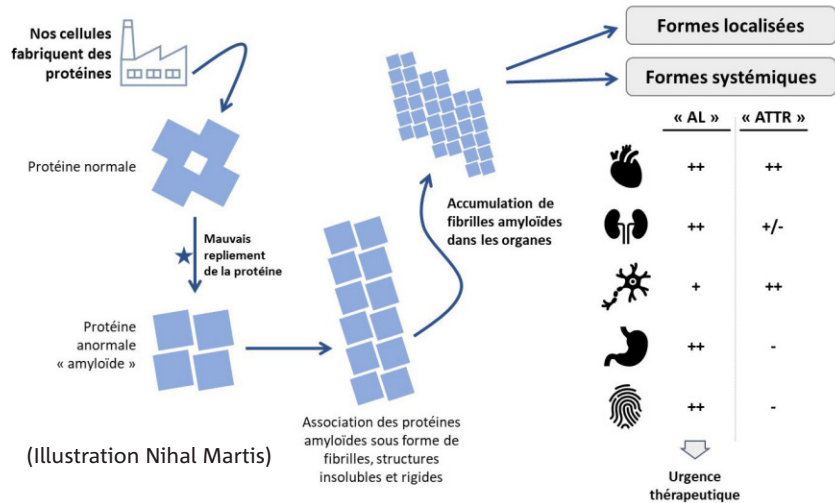 Nos cellules
fabriquent des
protéines
Protéine normale
Mauvais
repliement
de la protéine
Protéine
anormale
« amyloïde »
Association des protéines
amyloïdes sous forme de
fibrilles, structures
insolubles et rigides
(Illustration Nihal Martis)
Accumulation de
fibrilles amyloïdes
dans les organes
Formes localisées
Formes systémiques
« AL » « ATTR »
++ ++
++ +/-
+ ++
++ -
++ -
Urgence
thérapeutique